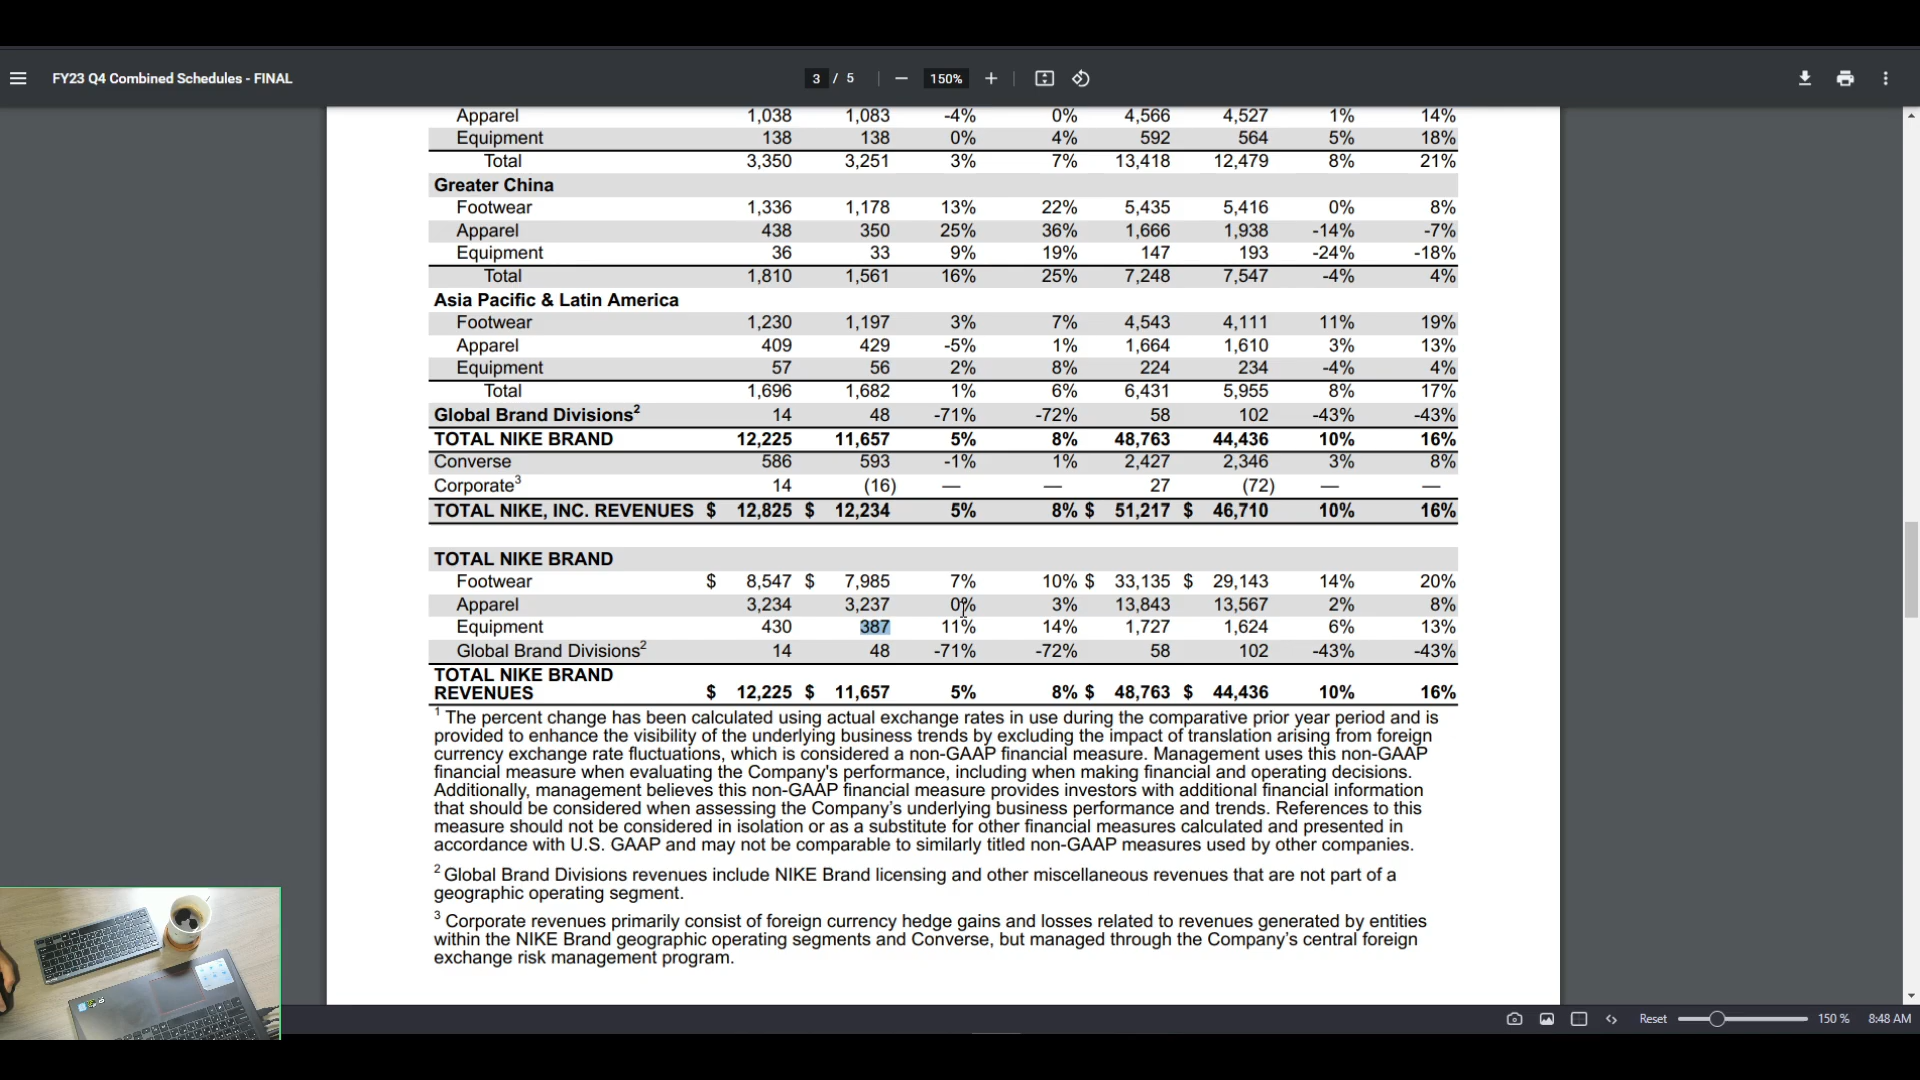 FY23 Q4 Combined Schedules - FINAL 3 / 5 150%
Apparel 1,038 1,083 -4% 0% 4,566 4,527 1% 14%
Equipment 138 138 0% 4% 592 564 5% 18%
Total 3,350 3,251 3% 7% 13,418 12,479 8% 21%
Greater China
Footwear 1,336 1,178 13% 22% 5,435 5,416 0% 8%
Apparel 438 350 25% 36% 1,666 1,938 -14% -7%
Equipment 36 33 9% 19% 147 193 -24% -18%
Total 1,810 1,561 16% 25% 7,248 7,547 -4% 4%
Asia Pacific & Latin America
Footwear 1,230 1,197 3% 7% 4,543 4,111 11% 19%
Apparel 409 429 -5% 1% 1,664 1,610 3% 13%
Equipment 57 56 2% 8% 224 234 -4% 4%
Total 1,696 1,682 1% 6% 6,431 5,955 8% 17%
Global Brand Divisions² 14 48 -71% -72% 58 102 -43% -43%
TOTAL NIKE BRAND 12,225 11,657 5% 8% 48,763 44,436 10% 16%
Converse 586 593 -1% 1% 2,427 2,346 3% 8%
Corporate³ 14 (16) — — 27 (72) — —
TOTAL NIKE, INC. REVENUES $ 12,825 $ 12,234 5% 8% $ 51,217 $ 46,710 10% 16%
TOTAL NIKE BRAND
Footwear $ 8,547 $ 7,985 7% 10% $ 33,135 $ 29,143 14% 20%
Apparel 3,234 3,237 0% 3% 13,843 13,567 2% 8%
Equipment 430 387 11% 14% 1,727 1,624 6% 13%
Global Brand Divisions² 14 48 -71% -72% 58 102 -43% -43%
TOTAL NIKE BRAND
REVENUES $ 12,225 $ 11,657 5% 8% $ 48,763 $ 44,436 10% 16%
¹ The percent change has been calculated using actual exchange rates in use during the comparative prior year period and is
provided to enhance the visibility of the underlying business trends by excluding the impact of translation arising from foreign
currency exchange rate fluctuations, which is considered a non-GAAP financial measure. Management uses this non-GAAP
financial measure when evaluating the Company's performance, including when making financial and operating decisions.
Additionally, management believes this non-GAAP financial measure provides investors with additional financial information
that should be considered when assessing the Company's underlying business performance and trends. References to this
measure should not be considered in isolation or as a substitute for other financial measures calculated and presented in
accordance with U.S. GAAP and may not be comparable to similarly titled non-GAAP measures used by other companies.
² Global Brand Divisions revenues include NIKE Brand licensing and other miscellaneous revenues that are not part of a
geographic operating segment.
³ Corporate revenues primarily consist of foreign currency hedge gains and losses related to revenues generated by entities
within the NIKE Brand geographic operating segments and Converse, but managed through the Company's central foreign
exchange risk management program.
Reset 150 % 8:48 AM